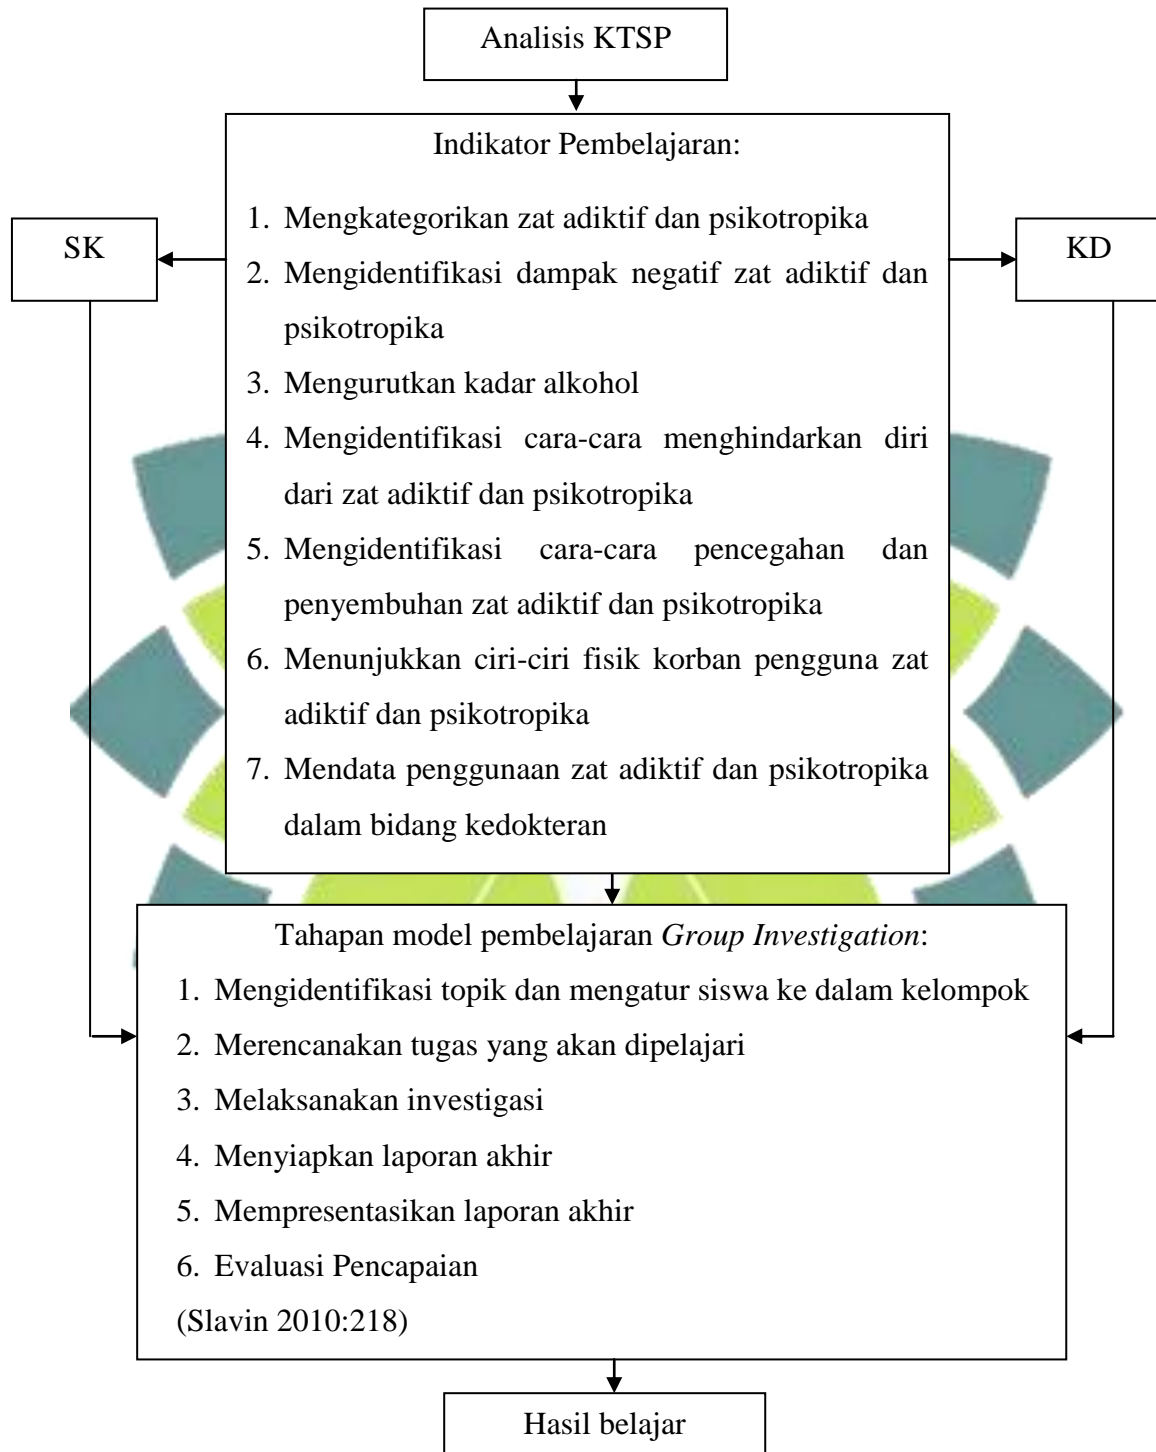 Analisis KTSP
Indikator Pembelajaran:
1. Mengkategorikan zat adiktif dan psikotropika
SK
KD
2. Mengidentifikasi dampak negatif zat adiktif dan
psikotropika
3. Mengurutkan kadar alkohol
4. Mengidentifikasi cara-cara menghindarkan diri
dari zat adiktif dan psikotropika
5. Mengidentifikasi cara-cara pencegahan dan
penyembuhan zat adiktif dan psikotropika
6. Menunjukkan ciri-ciri fisik korban pengguna zat
adiktif dan psikotropika
7. Mendata penggunaan zat adiktif dan psikotropika
dalam bidang kedokteran
Tahapan model pembelajaran Group Investigation:
1. Mengidentifikasi topik dan mengatur siswa ke dalam kelompok
2. Merencanakan tugas yang akan dipelajari
3. Melaksanakan investigasi
4. Menyiapkan laporan akhir
5. Mempresentasikan laporan akhir
6. Evaluasi Pencapaian
(Slavin 2010:218)
Hasil belajar